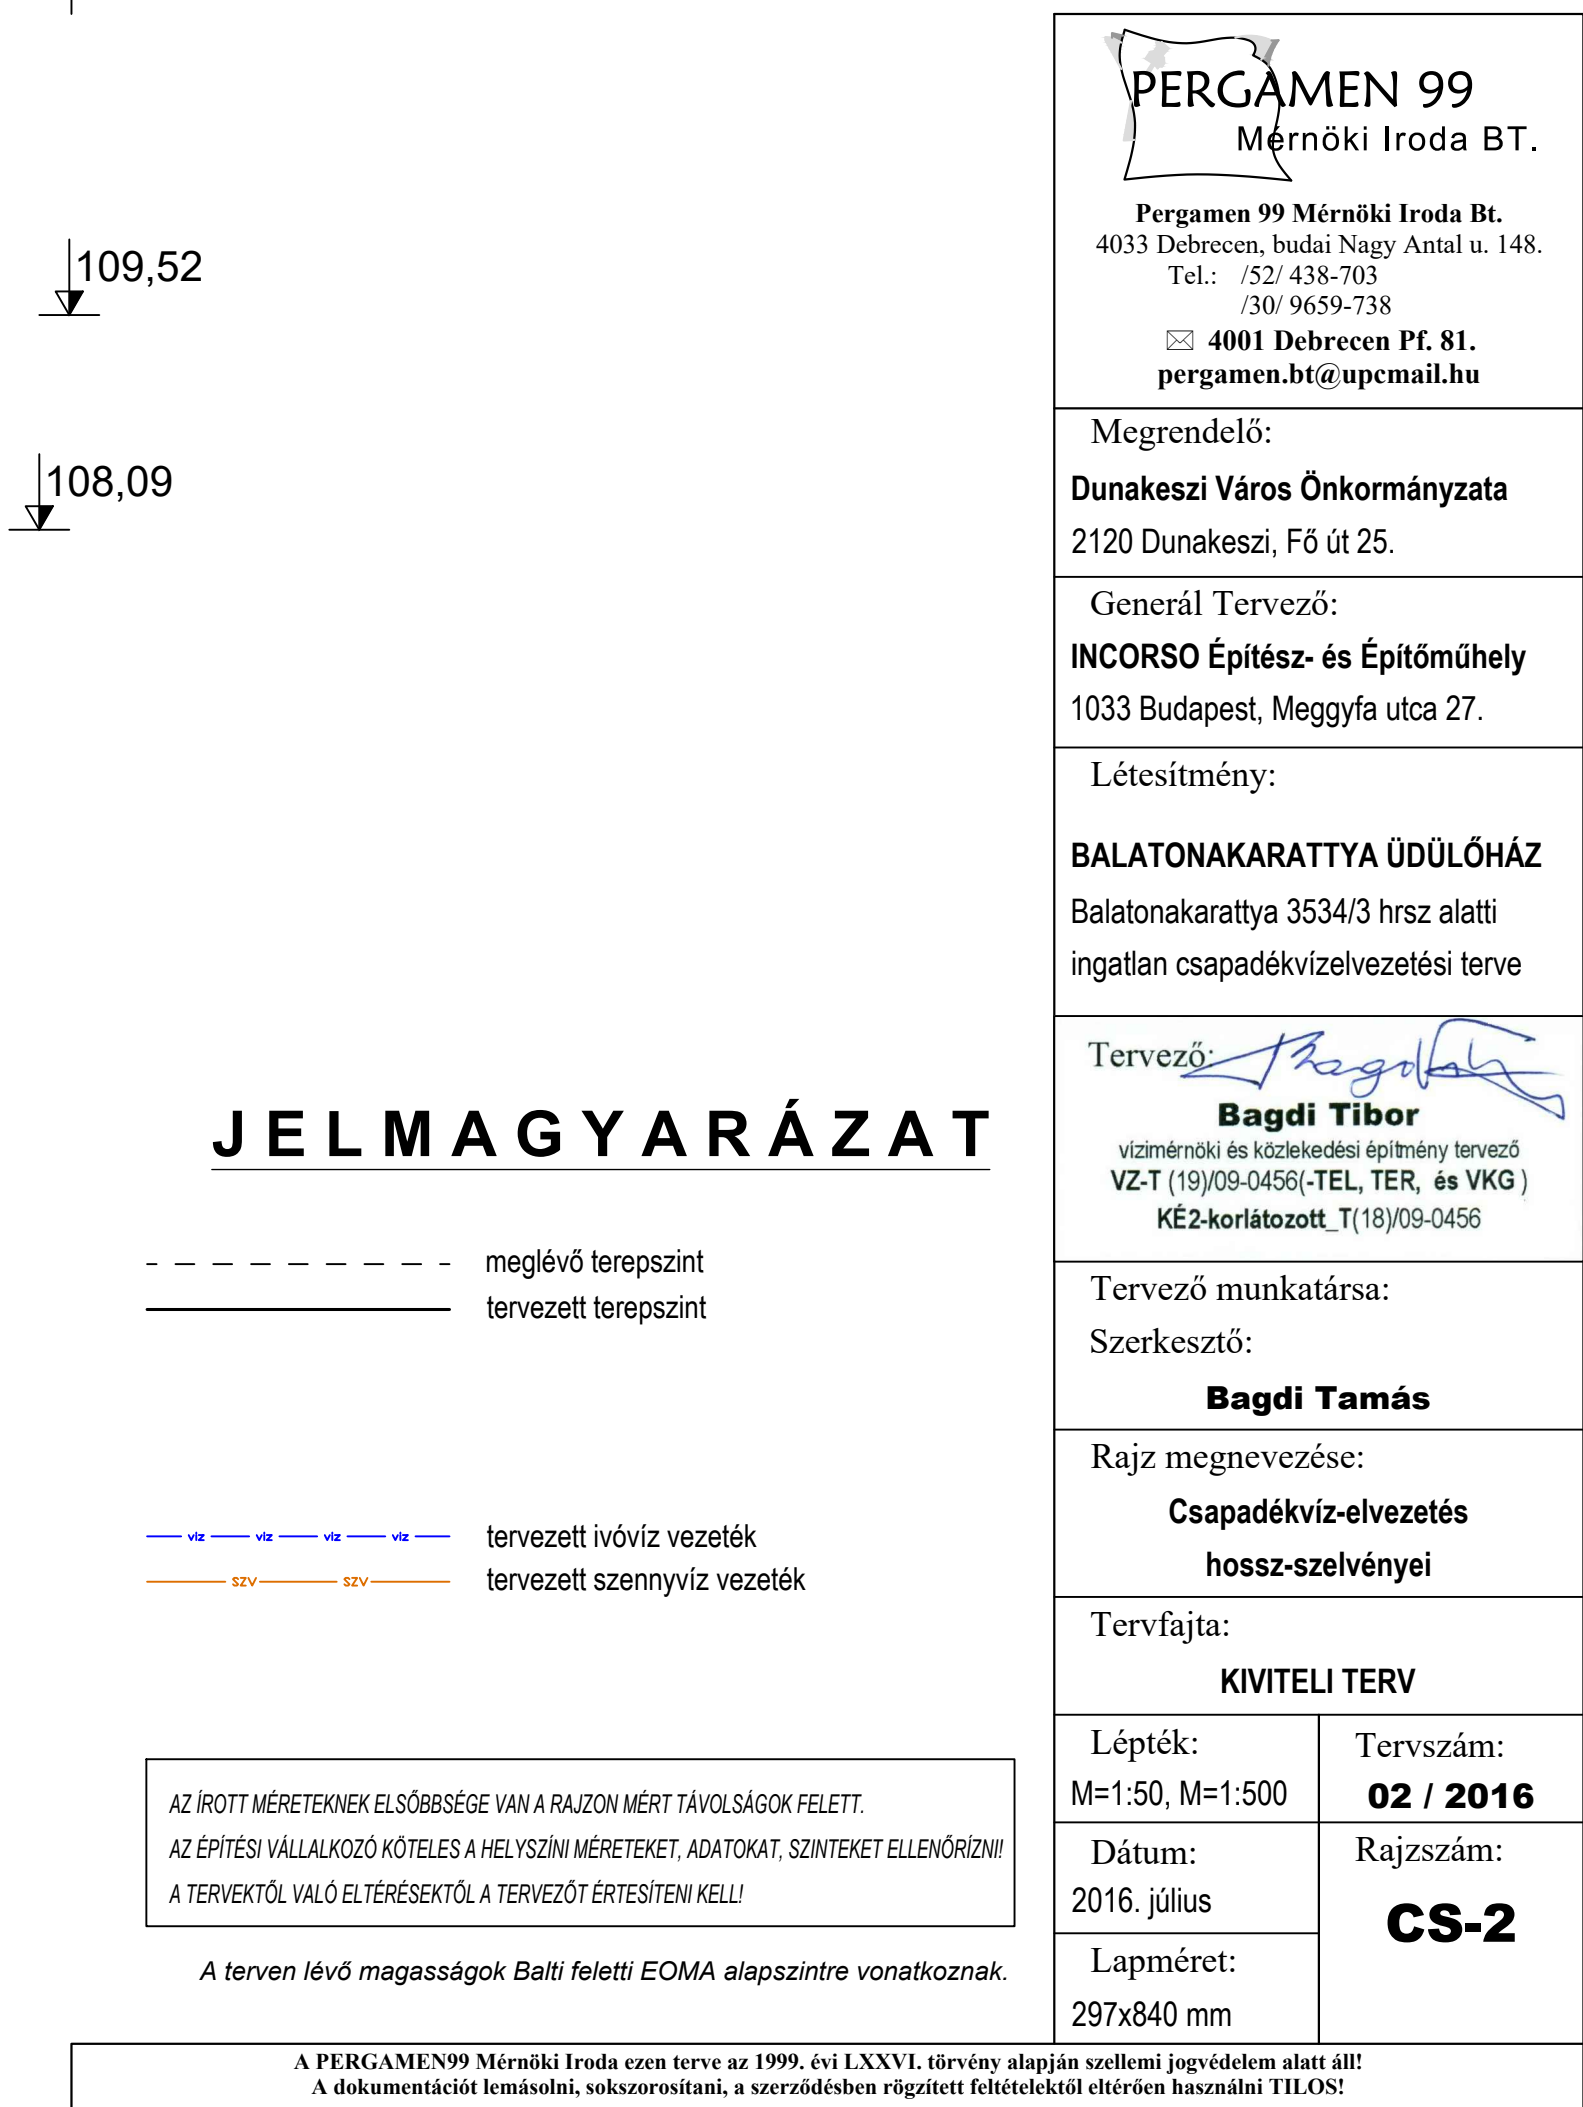 109,52
108,09
JELMAGYARÁZAT
meglévő terepszint
tervezett terepszint
víz víz víz víz tervezett ivóvíz vezeték
szv szv tervezett szennyvíz vezeték
AZ ÍROTT MÉRETEKNEK ELSŐBBSÉGE VAN A RAJZON MÉRT TÁVOLSÁGOK FELETT.
AZ ÉPÍTÉSI VÁLLALKOZÓ KÖTELES A HELYSZÍNI MÉRETEKET, ADATOKAT, SZINTEKET ELLENŐRÍZNI!
A TERVEKTŐL VALÓ ELTÉRÉSEKTŐL A TERVEZŐT ÉRTESÍTENI KELL!
A terven lévő magasságok Balti feletti EOMA alapszintre vonatkoznak.
PERGAMEN 99
Mérnöki Iroda BT.
Pergamen 99 Mérnöki Iroda Bt.
4033 Debrecen, budai Nagy Antal u. 148.
Tel.: /52/ 438-703
/30/ 9659-738
4001 Debrecen Pf. 81.
pergamen.bt@upcmail.hu
Megrendelő:
Dunakeszi Város Önkormányzata
2120 Dunakeszi, Fő út 25.
Generál Tervező:
INCORSO Építész- és Építőműhely
1033 Budapest, Meggyfa utca 27.
Létesítmény:
BALATONAKARATTYA ÜDÜLŐHÁZ
Balatonakarattya 3534/3 hrsz alatti
ingatlan csapadékvízelvezetési terve
Tervező:
Bagdi Tibor
vízimérnöki és közlekedési építmény tervező
VZ-T (19)/09-0456(-TEL, TER, és VKG )
KÉ2-korlátozott_T(18)/09-0456
Tervező munkatársa:
Szerkesztő:
Bagdi Tamás
Rajz megnevezése:
Csapadékvíz-elvezetés
hossz-szelvényei
Tervfajta:
KIVITELI TERV
Lépték:
M=1:50, M=1:500
Tervszám:
02 / 2016
Dátum:
2016. július
Rajzszám:
CS-2
Lapméret:
297x840 mm
A PERGAMEN99 Mérnöki Iroda ezen terve az 1999. évi LXXVI. törvény alapján szellemi jogvédelem alatt áll!
A dokumentációt lemásolni, sokszorosítani, a szerződésben rögzített feltételektől eltérően használni TILOS!